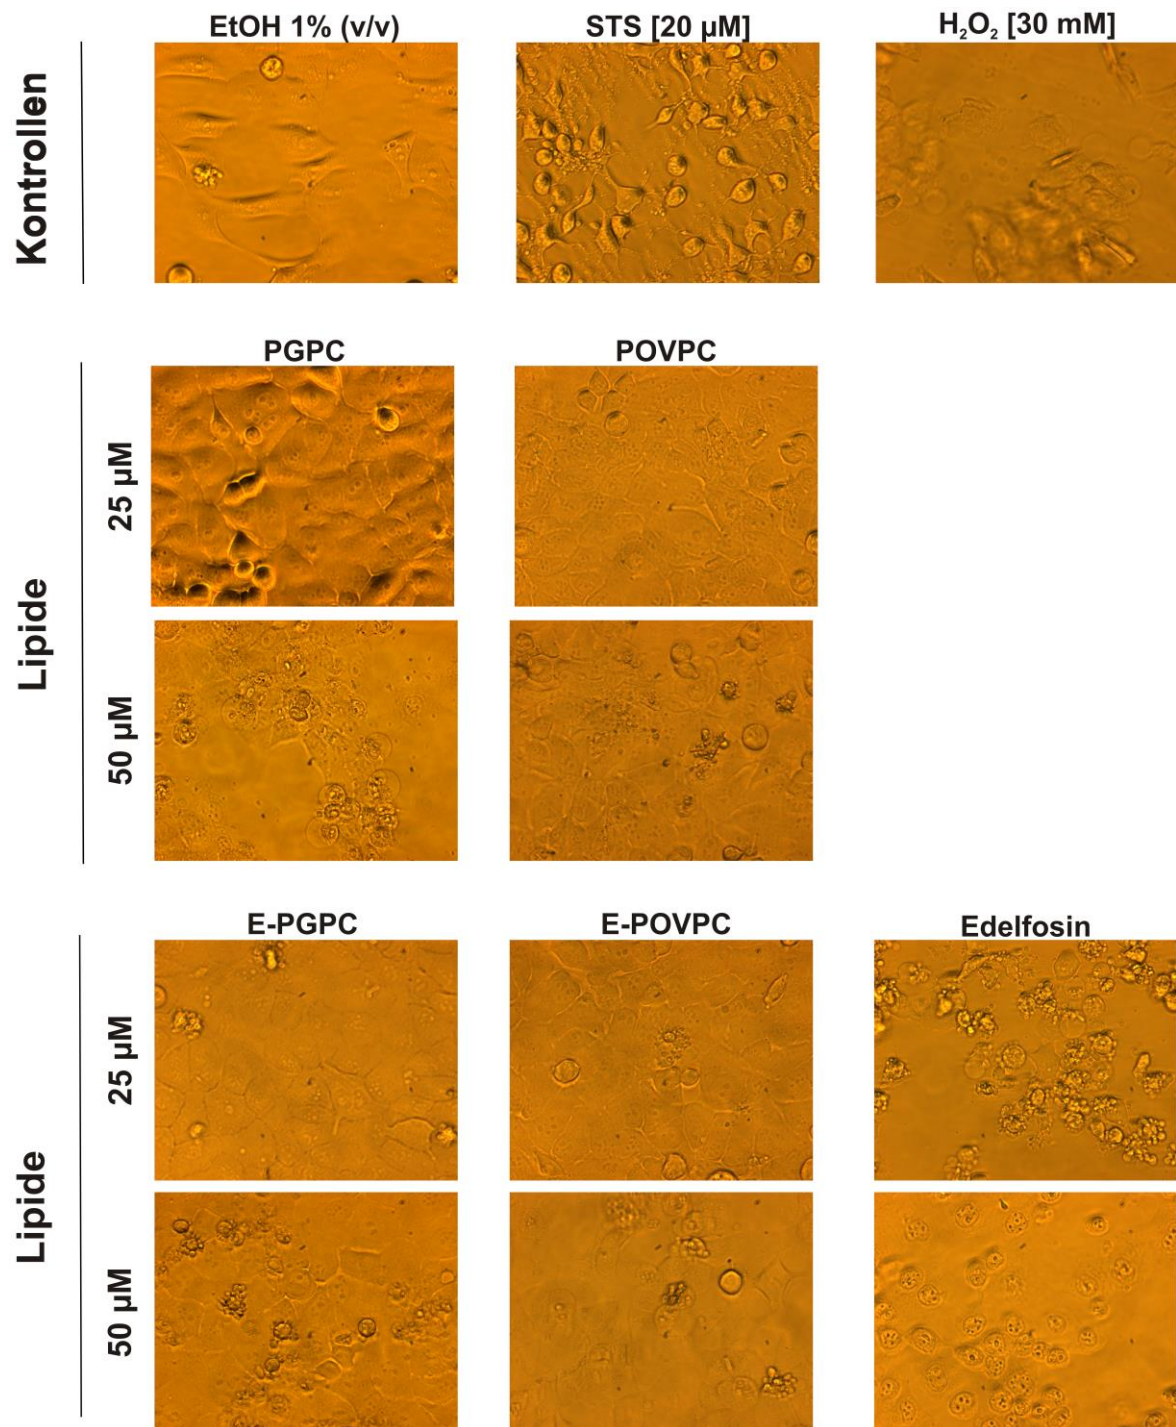 EtOH 1% (v/v) STS [20 µM] H₂O₂ [30 mM]
Kontrollen
PGPC POVPC
25 µM
Lipide
50 µM
E-PGPC E-POVPC Edelfosin
25 µM
Lipide
50 µM